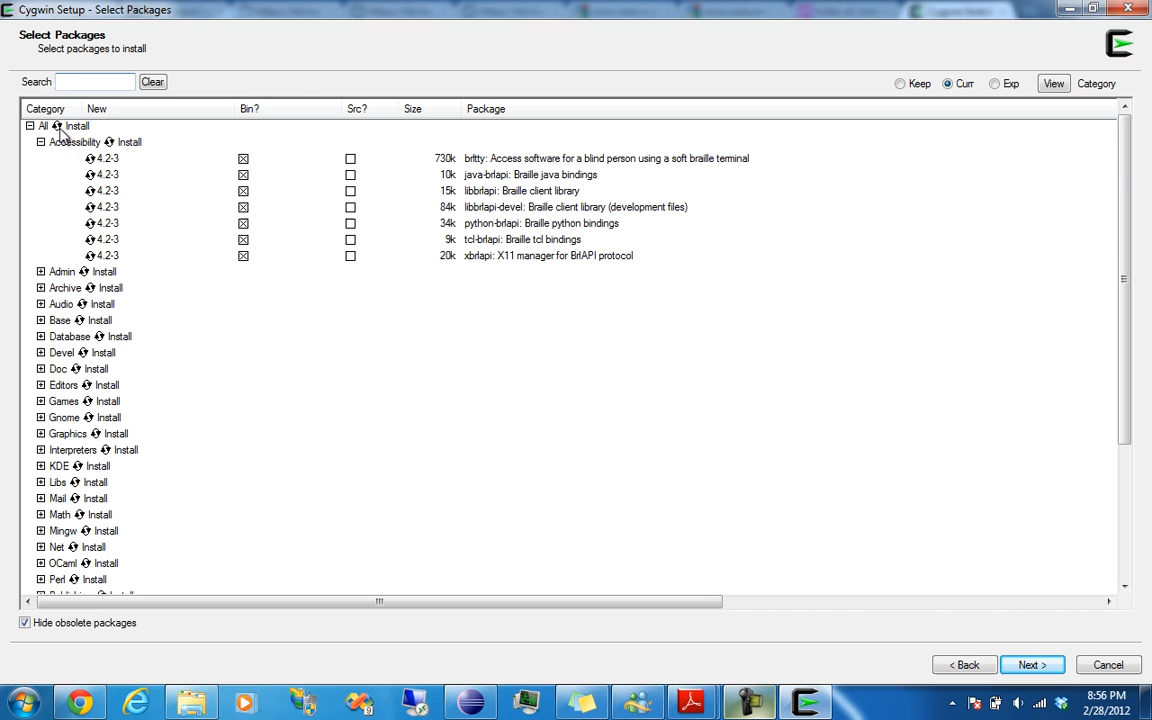 Cygwin Setup - Select Packages
Select Packages
Select packages to install
Search Clear Keep Curr Exp View Category
Category New Bin? Src? Size Package
All Install
Accessibility Install
4.2-3 730k brltty: Access software for a blind person using a soft braille terminal
4.2-3 10k java-brlapi: Braille java bindings
4.2-3 15k libbrlapi: Braille client library
4.2-3 84k libbrlapi-devel: Braille client library (development files)
4.2-3 34k python-brlapi: Braille python bindings
4.2-3 9k tcl-brlapi: Braille tcl bindings
4.2-3 20k xbrlapi: X11 manager for BrlAPI protocol
Admin Install
Archive Install
Audio Install
Base Install
Database Install
Devel Install
Doc Install
Editors Install
Games Install
Gnome Install
Graphics Install
Interpreters Install
KDE Install
Libs Install
Mail Install
Math Install
Mingw Install
Net Install
OCaml Install
Perl Install
Hide obsolete packages
< Back Next > Cancel
8:56 PM
2/28/2012